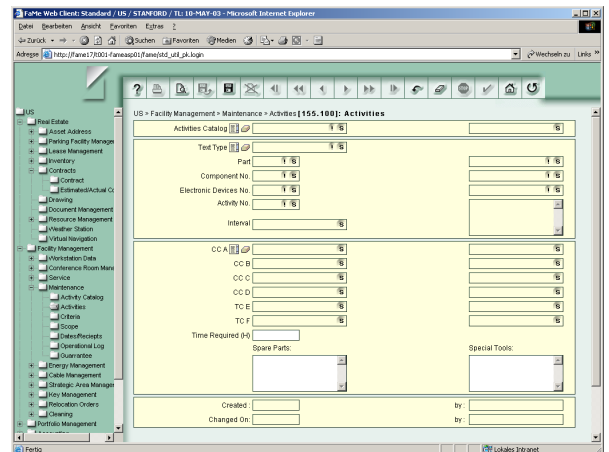 FaMe Web Client: Standard / US / STANFORD / TL: 10-MAY-03 - Microsoft Internet Explorer
Datei Bearbeiten Ansicht Favoriten Extras ?
Zurück Suchen Favoriten Medien
Adresse http://fame17/t001-fameasp01/fame/std_util_pk.login Wechseln zu Links »
US
Real Estate
Asset Address
Parking Facility Manager
Lease Management
Inventory
Contracts
Contract
Estimated/Actual Co
Drawing
Document Management
Resource Management
Weather Station
Virtual Navigation
Facility Management
Workstation Data
Conference Room Mana
Service
Maintenance
Activity Catalog
Activities
Criteria
Scope
Dates/Reciepts
Operational Log
Guarrantee
Energy Management
Cable Management
Strategic Area Manager
Key Management
Relocation Orders
Cleaning
Portfolio Management
US > Facility Management > Maintenance > Activities [155.100]: Activities
Activities Catalog
Text Type
Part
Component No.
Electronic Devices No.
Activity No.
Interval
CC A
CC B
CC C
CC D
TC E
TC F
Time Required (H)
Spare Parts: Special Tools:
Created : by :
Changed On: by :
Fertig Lokales Intranet